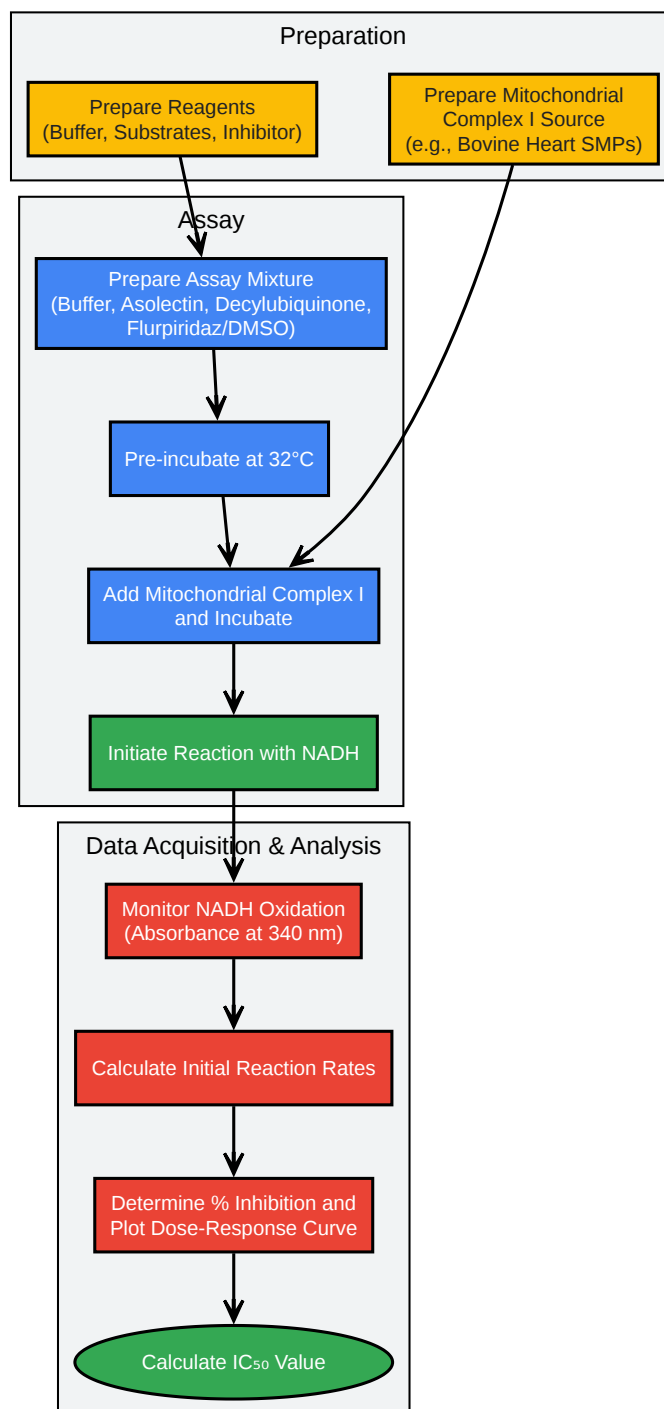 Preparation
Prepare Reagents
(Buffer, Substrates, Inhibitor)
Prepare Mitochondrial
Complex I Source
(e.g., Bovine Heart SMPs)
Assay
Prepare Assay Mixture
(Buffer, Asolectin, Decylubiquinone,
Flurpiridaz/DMSO)
Pre-incubate at 32°C
Add Mitochondrial Complex I
and Incubate
Initiate Reaction with NADH
Data Acquisition & Analysis
Monitor NADH Oxidation
(Absorbance at 340 nm)
Calculate Initial Reaction Rates
Determine % Inhibition and
Plot Dose-Response Curve
Calculate IC₅₀ Value